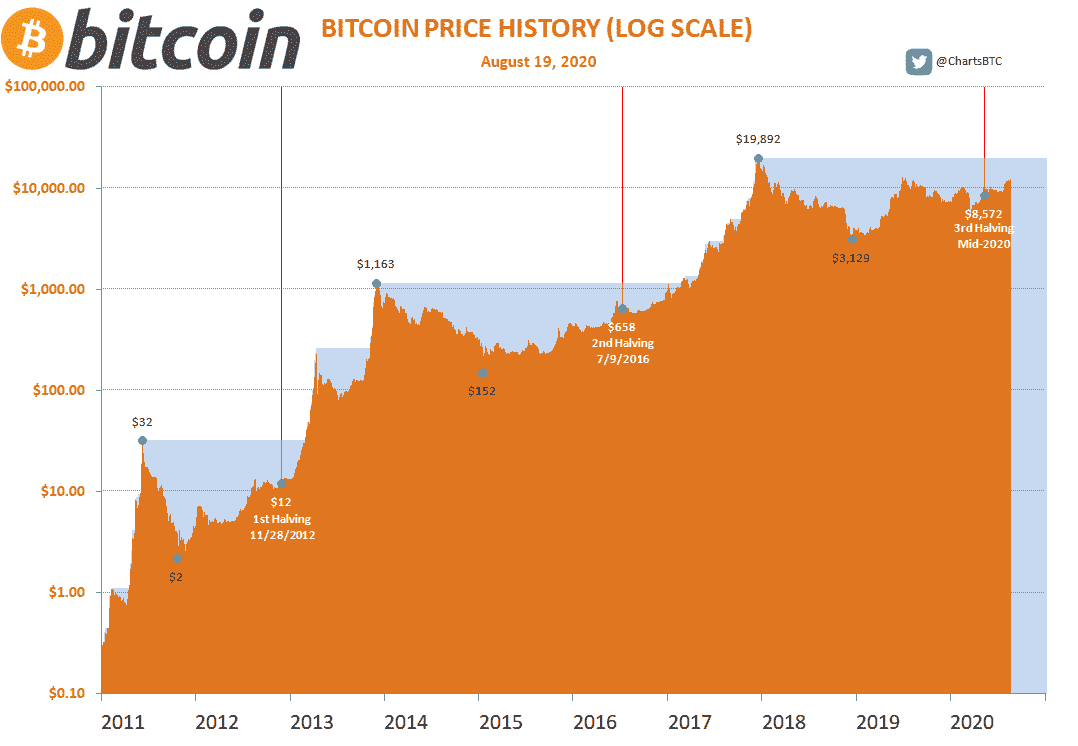 bitcoin
BITCOIN PRICE HISTORY (LOG SCALE)
August 19, 2020
@ChartsBTC
$100,000.00
$10,000.00
$1,000.00
$100.00
$10.00
$1.00
$0.10
$32
$2
$12
1st Halving
11/28/2012
$1,163
$152
$658
2nd Halving
7/9/2016
$19,892
$3,129
$8,572
3rd Halving
Mid-2020
2011 2012 2013 2014 2015 2016 2017 2018 2019 2020